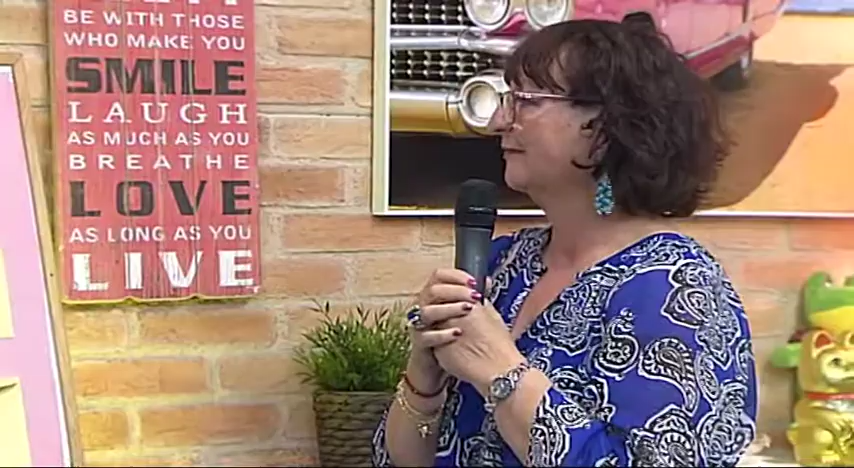 BE WITH THOSE
WHO MAKE YOU
SMILE
LAUGH
AS MUCH AS YOU
BREATHE
LOVE
AS LONG AS YOU
LIVE